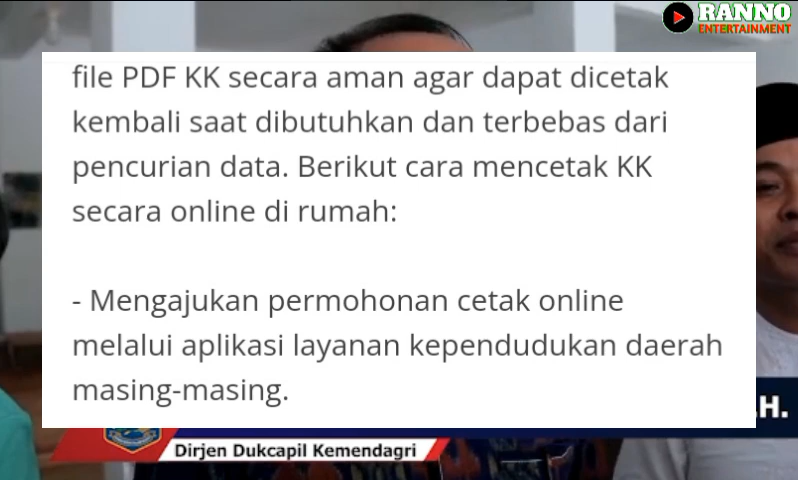 RANNO
ENTERTAINMENT
file PDF KK secara aman agar dapat dicetak
kembali saat dibutuhkan dan terbebas dari
pencurian data. Berikut cara mencetak KK
secara online di rumah:
- Mengajukan permohonan cetak online
melalui aplikasi layanan kependudukan daerah
masing-masing.
.H.
Dirjen Dukcapil Kemendagri